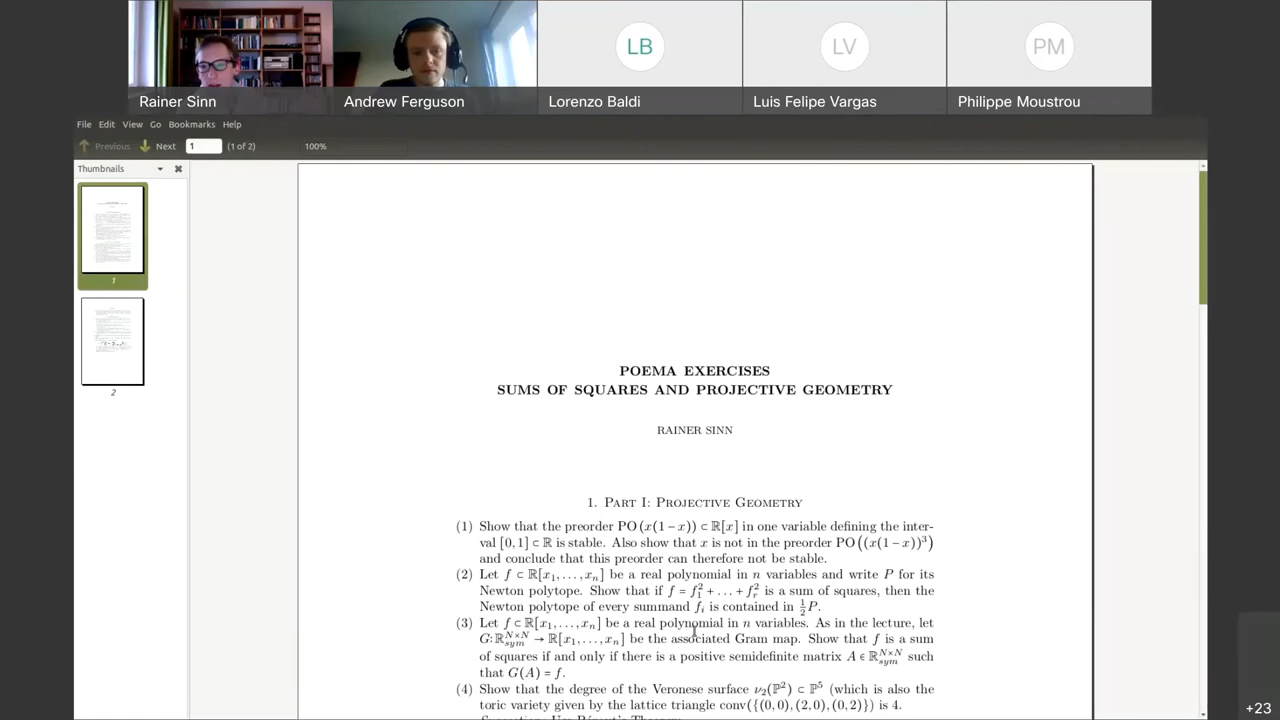 LB
LV
PM
Rainer Sinn
Andrew Ferguson
Lorenzo Baldi
Luis Felipe Vargas
Philippe Moustrou
File Edit View Go Bookmarks Help
Previous Next 1 (1 of 2) 100%
Thumbnails
1
2
POEMA EXERCISES
SUMS OF SQUARES AND PROJECTIVE GEOMETRY
RAINER SINN
1. Part I: Projective Geometry
(1) Show that the preorder PO(x(1−x)) ⊂ ℝ[x] in one variable defining the inter-
val [0,1] ⊂ ℝ is stable. Also show that x is not in the preorder PO((x(1−x))³)
and conclude that this preorder can therefore not be stable.
(2) Let f ⊂ ℝ[x₁,…,xₙ] be a real polynomial in n variables and write P for its
Newton polytope. Show that if f = f₁² + … + fᵣ² is a sum of squares, then the
Newton polytope of every summand fᵢ is contained in ½P.
(3) Let f ⊂ ℝ[x₁,…,xₙ] be a real polynomial in n variables. As in the lecture, let
G: ℝ^{N×N}_{sym} → ℝ[x₁,…,xₙ] be the associated Gram map. Show that f is a sum
of squares if and only if there is a positive semidefinite matrix A ∈ ℝ^{N×N}_{sym} such
that G(A) = f.
(4) Show that the degree of the Veronese surface ν₂(ℙ²) ⊂ ℙ⁵ (which is also the
toric variety given by the lattice triangle conv({(0,0),(2,0),(0,2)}) is 4.
+23